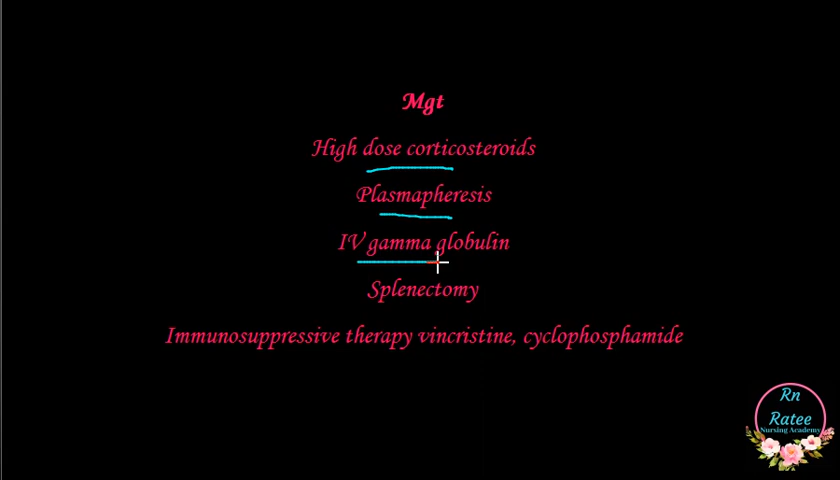 Mgt
High dose corticosteroids
Plasmapheresis
IV gamma globulin
Splenectomy
Immunosuppressive therapy vincristine, cyclophosphamide
Rn
Ratee
Nursing Academy